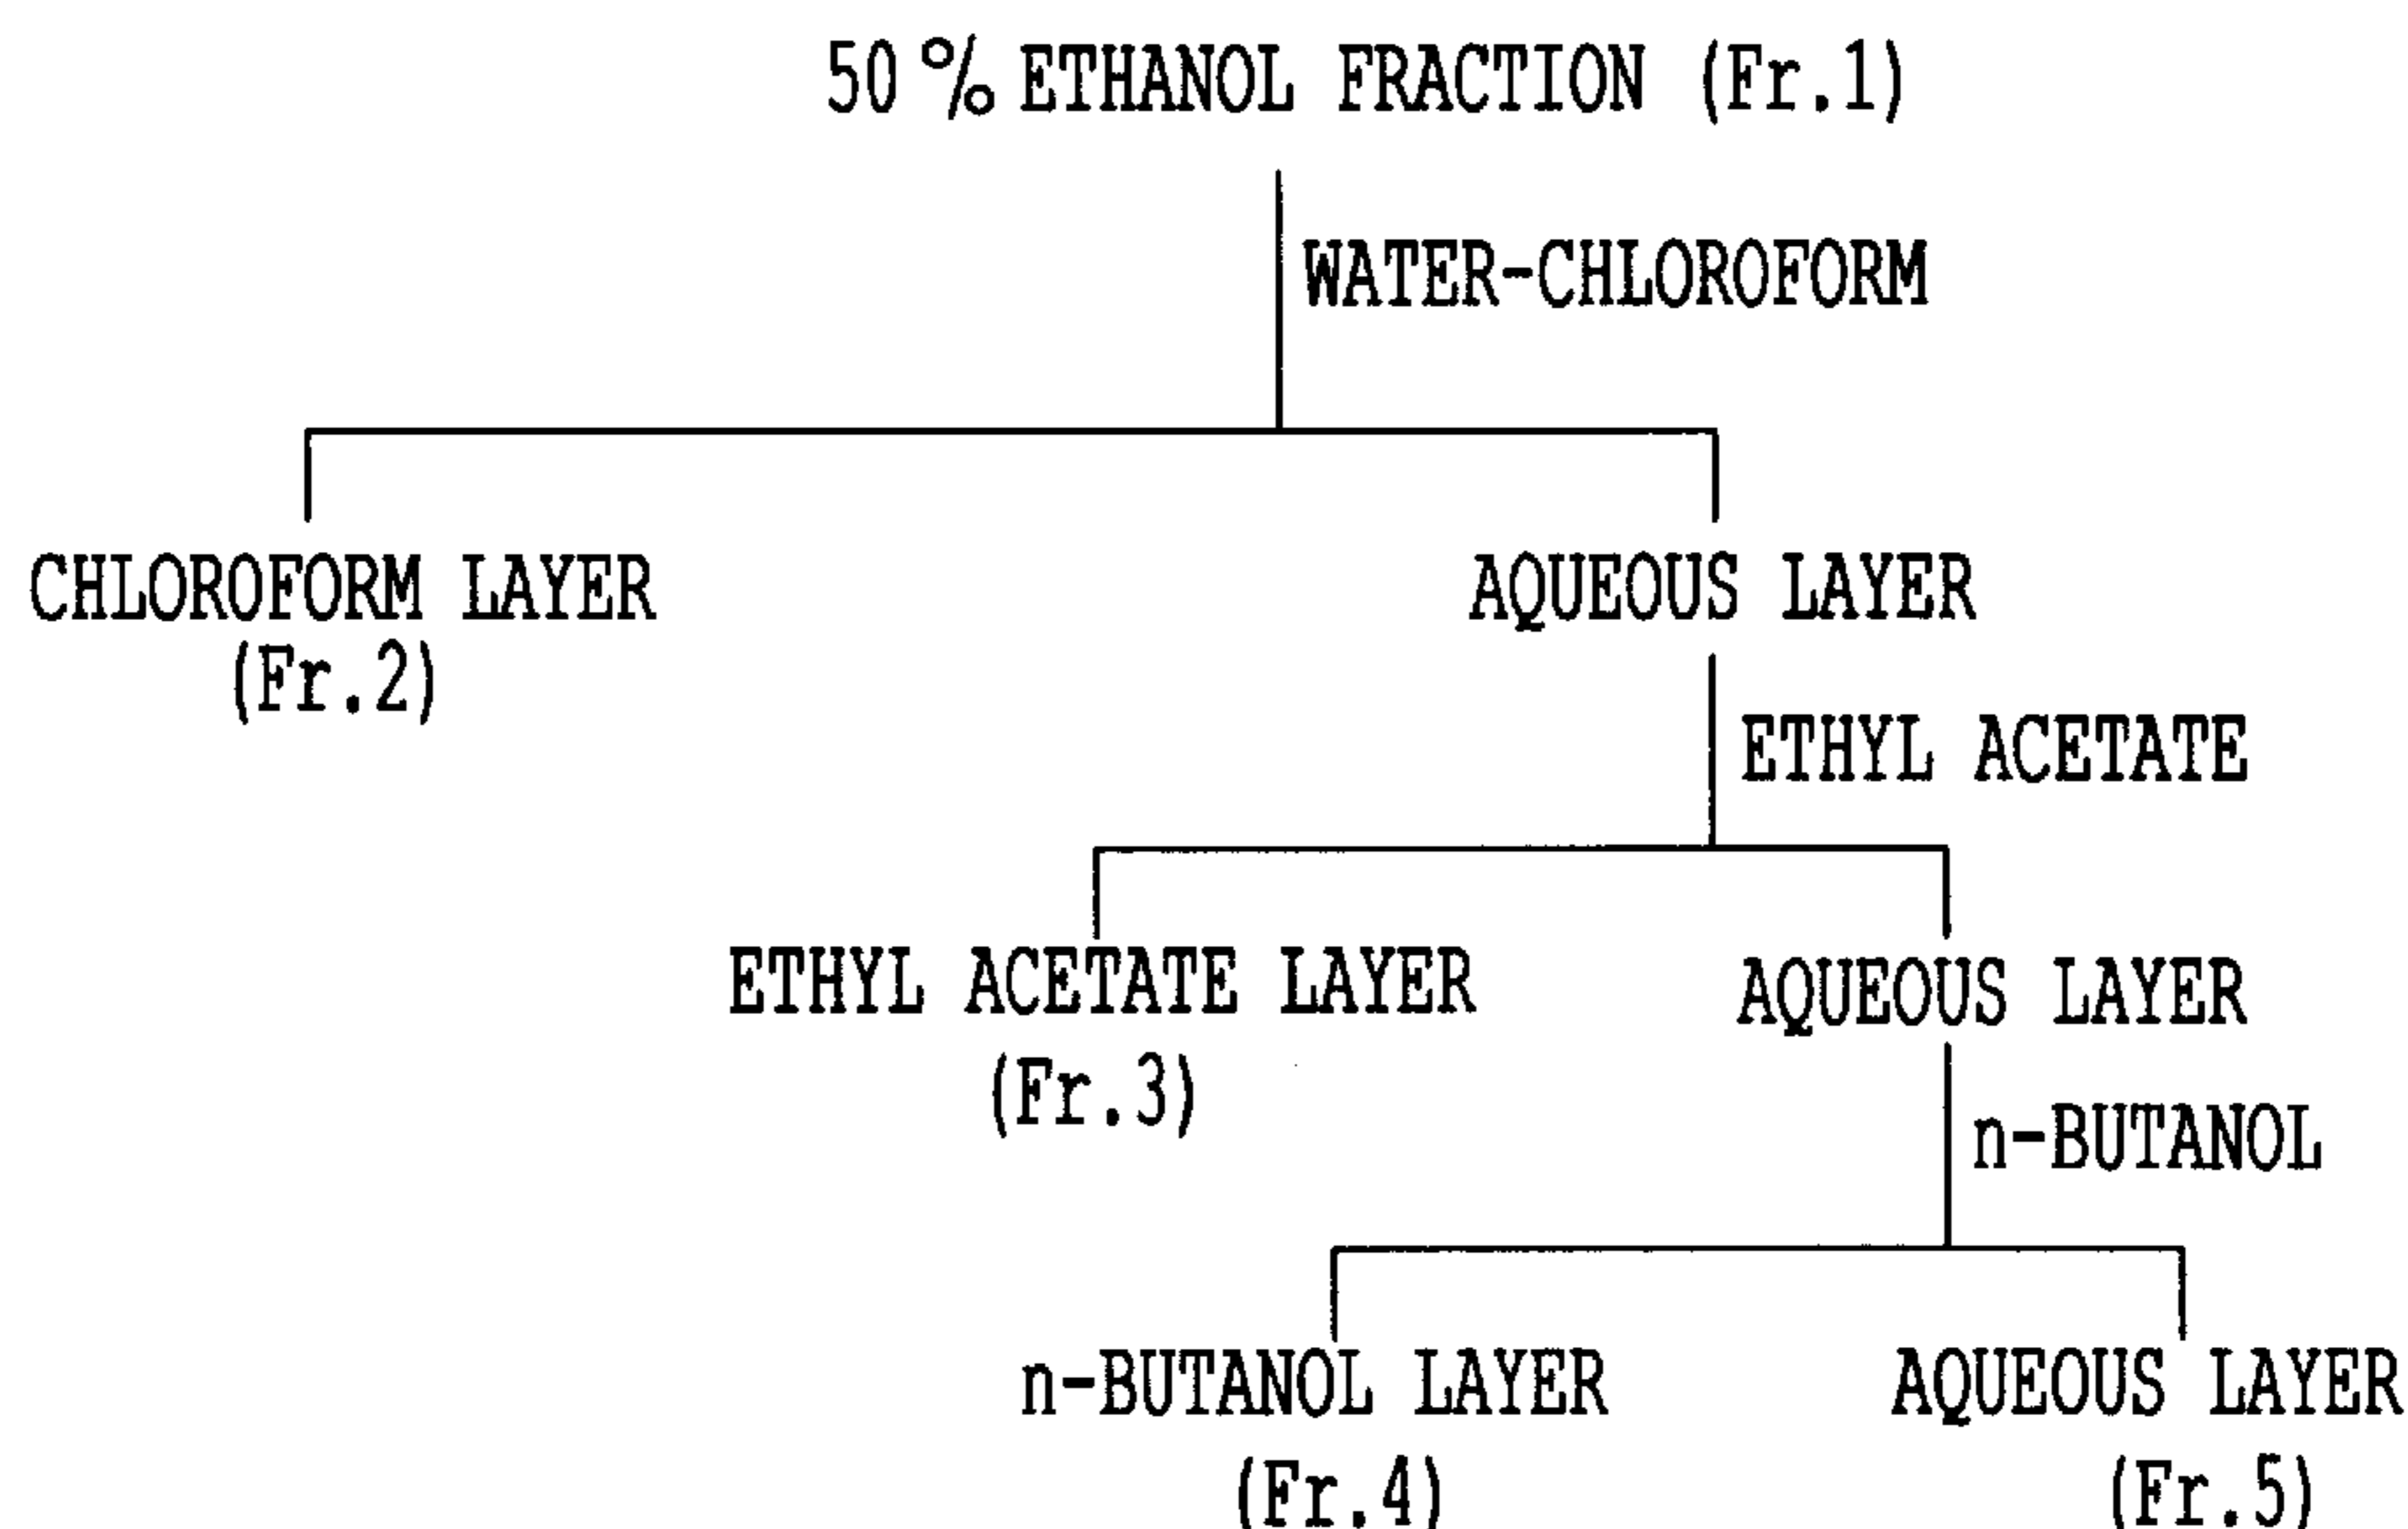 50 % ETHANOL FRACTION (Fr.1)
WATER-CHLOROFORM
CHLOROFORM LAYER
(Fr.2)
AQUEOUS LAYER
ETHYL ACETATE
ETHYL ACETATE LAYER
(Fr.3)
AQUEOUS LAYER
n-BUTANOL
n-BUTANOL LAYER
(Fr.4)
AQUEOUS LAYER
(Fr.5)